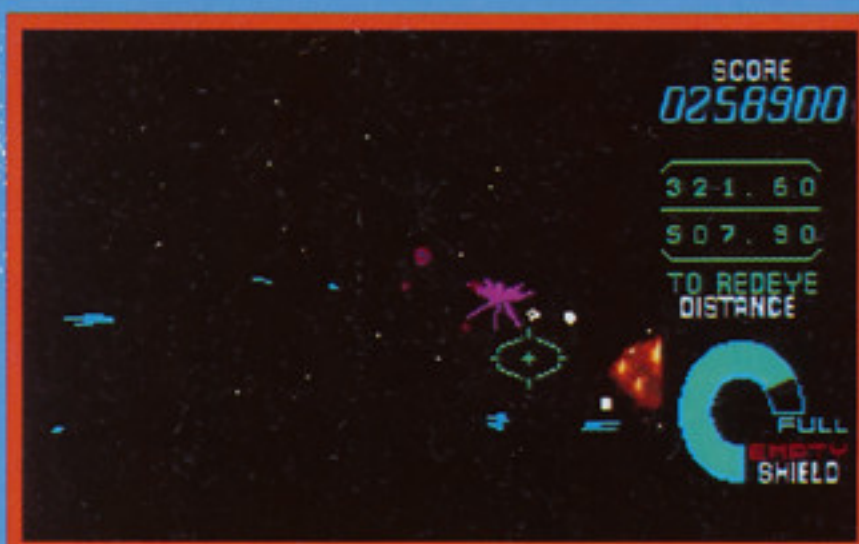 SCORE
0258900
321.60
507.90
TO REDEYE
DISTANCE
FULL
EMPTY
SHIELD